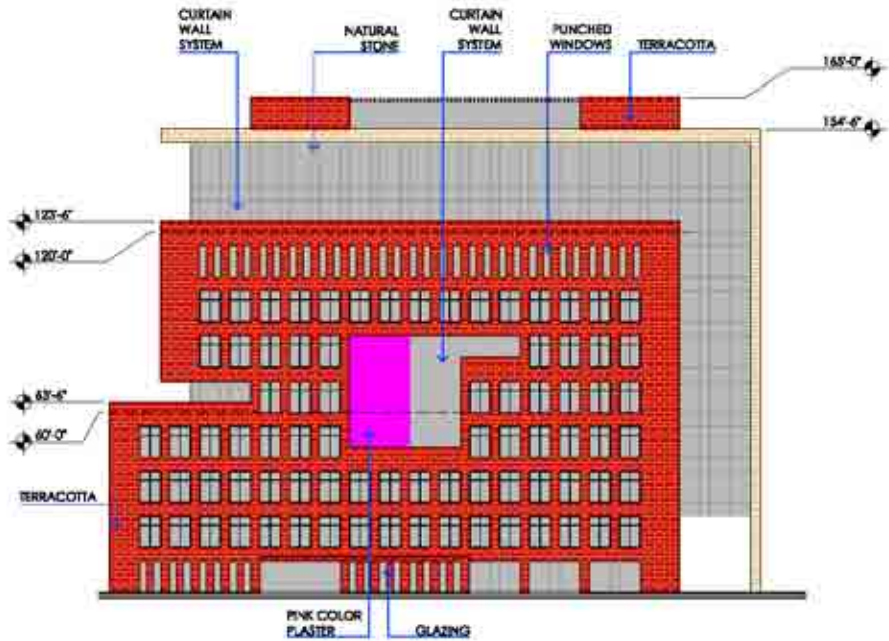 CURTAIN
WALL
SYSTEM
NATURAL
STONE
CURTAIN
WALL
SYSTEM
PUNCHED
WINDOWS
TERRACOTTA
165'-0"
154'-6"
123'-6"
120'-0"
63'-6"
60'-0"
TERRACOTTA
PINK COLOR
PLASTER
GLAZING